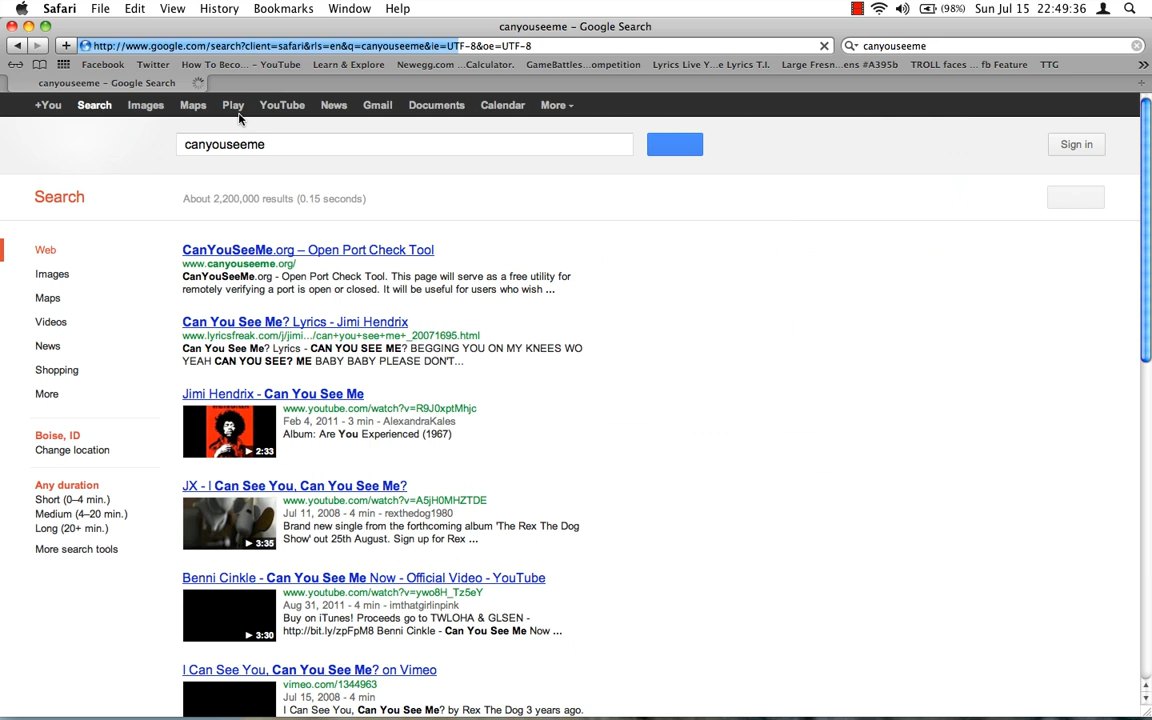 Safari File Edit View History Bookmarks Window Help (98%) Sun Jul 15 22:49:36
canyouseeme - Google Search
http://www.google.com/search?client=safari&rls=en&q=canyouseeme&ie=UTF-8&oe=UTF-8 canyouseeme
Facebook Twitter How To Beco... - YouTube Learn & Explore Newegg.com ...Calculator. GameBattles...ompetition Lyrics Live Y...e Lyrics T.I. Large Fresn...ens #A395b TROLL faces ... fb Feature TTG
canyouseeme - Google Search
+You Search Images Maps Play YouTube News Gmail Documents Calendar More
canyouseeme Sign in
Search About 2,200,000 results (0.15 seconds)
Web
Images
Maps
Videos
News
Shopping
More
Boise, ID
Change location
Any duration
Short (0–4 min.)
Medium (4–20 min.)
Long (20+ min.)
More search tools
CanYouSeeMe.org – Open Port Check Tool
www.canyouseeme.org/
CanYouSeeMe.org - Open Port Check Tool. This page will serve as a free utility for
remotely verifying a port is open or closed. It will be useful for users who wish ...
Can You See Me? Lyrics - Jimi Hendrix
www.lyricsfreak.com/j/jimi.../can+you+see+me+_20071695.html
Can You See Me? Lyrics - CAN YOU SEE ME? BEGGING YOU ON MY KNEES WO
YEAH CAN YOU SEE? ME BABY BABY PLEASE DON'T...
Jimi Hendrix - Can You See Me
www.youtube.com/watch?v=R9J0xptMhjc
Feb 4, 2011 - 3 min - AlexandraKales
Album: Are You Experienced (1967)
2:33
JX - I Can See You, Can You See Me?
www.youtube.com/watch?v=A5jH0MHZTDE
Jul 11, 2008 - 4 min - rexthedog1980
Brand new single from the forthcoming album 'The Rex The Dog
Show' out 25th August. Sign up for Rex ...
3:35
Benni Cinkle - Can You See Me Now - Official Video - YouTube
www.youtube.com/watch?v=ywo8H_Tz5eY
Aug 31, 2011 - 4 min - imthatgirlinpink
Buy on iTunes! Proceeds go to TWLOHA & GLSEN -
http://bit.ly/zpFpM8 Benni Cinkle - Can You See Me Now ...
3:30
I Can See You, Can You See Me? on Vimeo
vimeo.com/1344963
Jul 15, 2008 - 4 min
I Can See You, Can You See Me? by Rex The Dog 3 years ago.